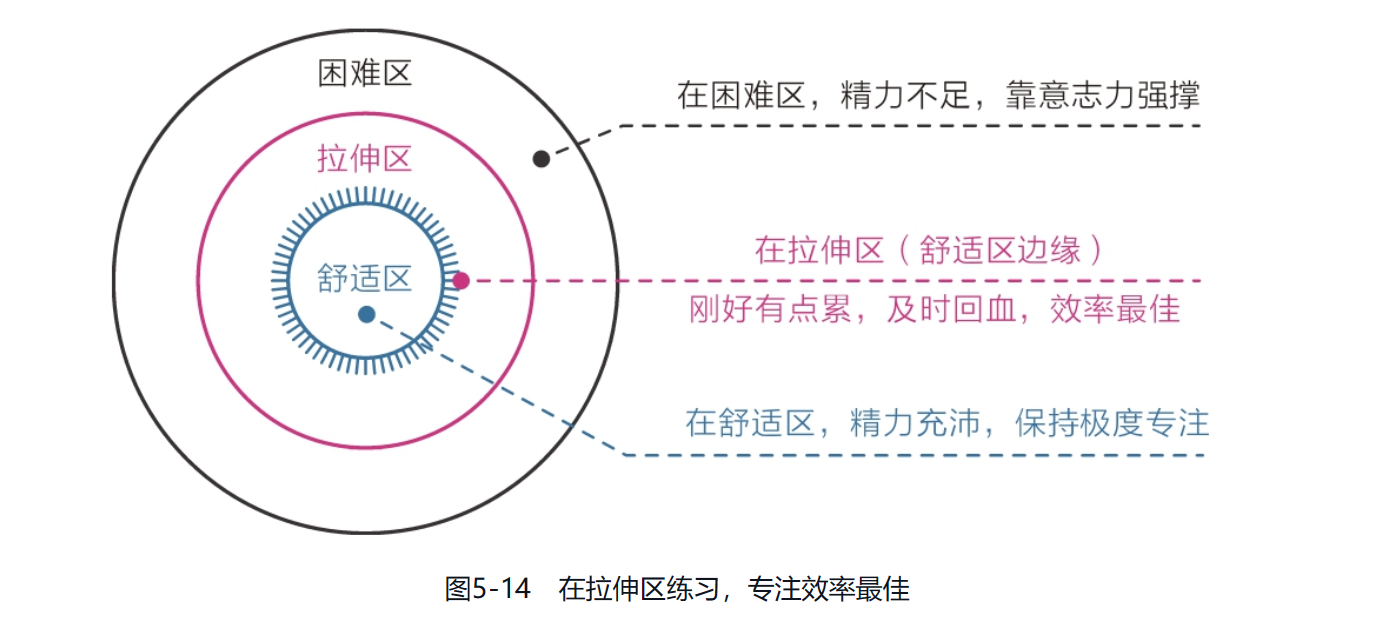 困难区
在困难区，精力不足，靠意志力强撑
拉伸区
在拉伸区（舒适区边缘）
舒适区
刚好有点累，及时回血，效率最佳
在舒适区，精力充沛，保持极度专注
图5-14　在拉伸区练习，专注效率最佳